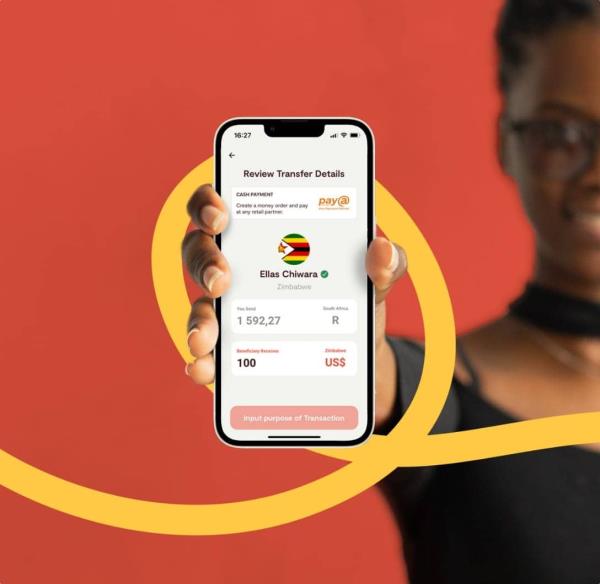 16:27
Review Transfer Details
CASH PAYMENT
Create a money order and pay
at any retail partner.
pay@
Ellas Chiwara
Zimbabwe
You Send
South Africa
1 592,27
R
Beneficiary Receives
Zimbabwe
100
US$
Input purpose of Transaction